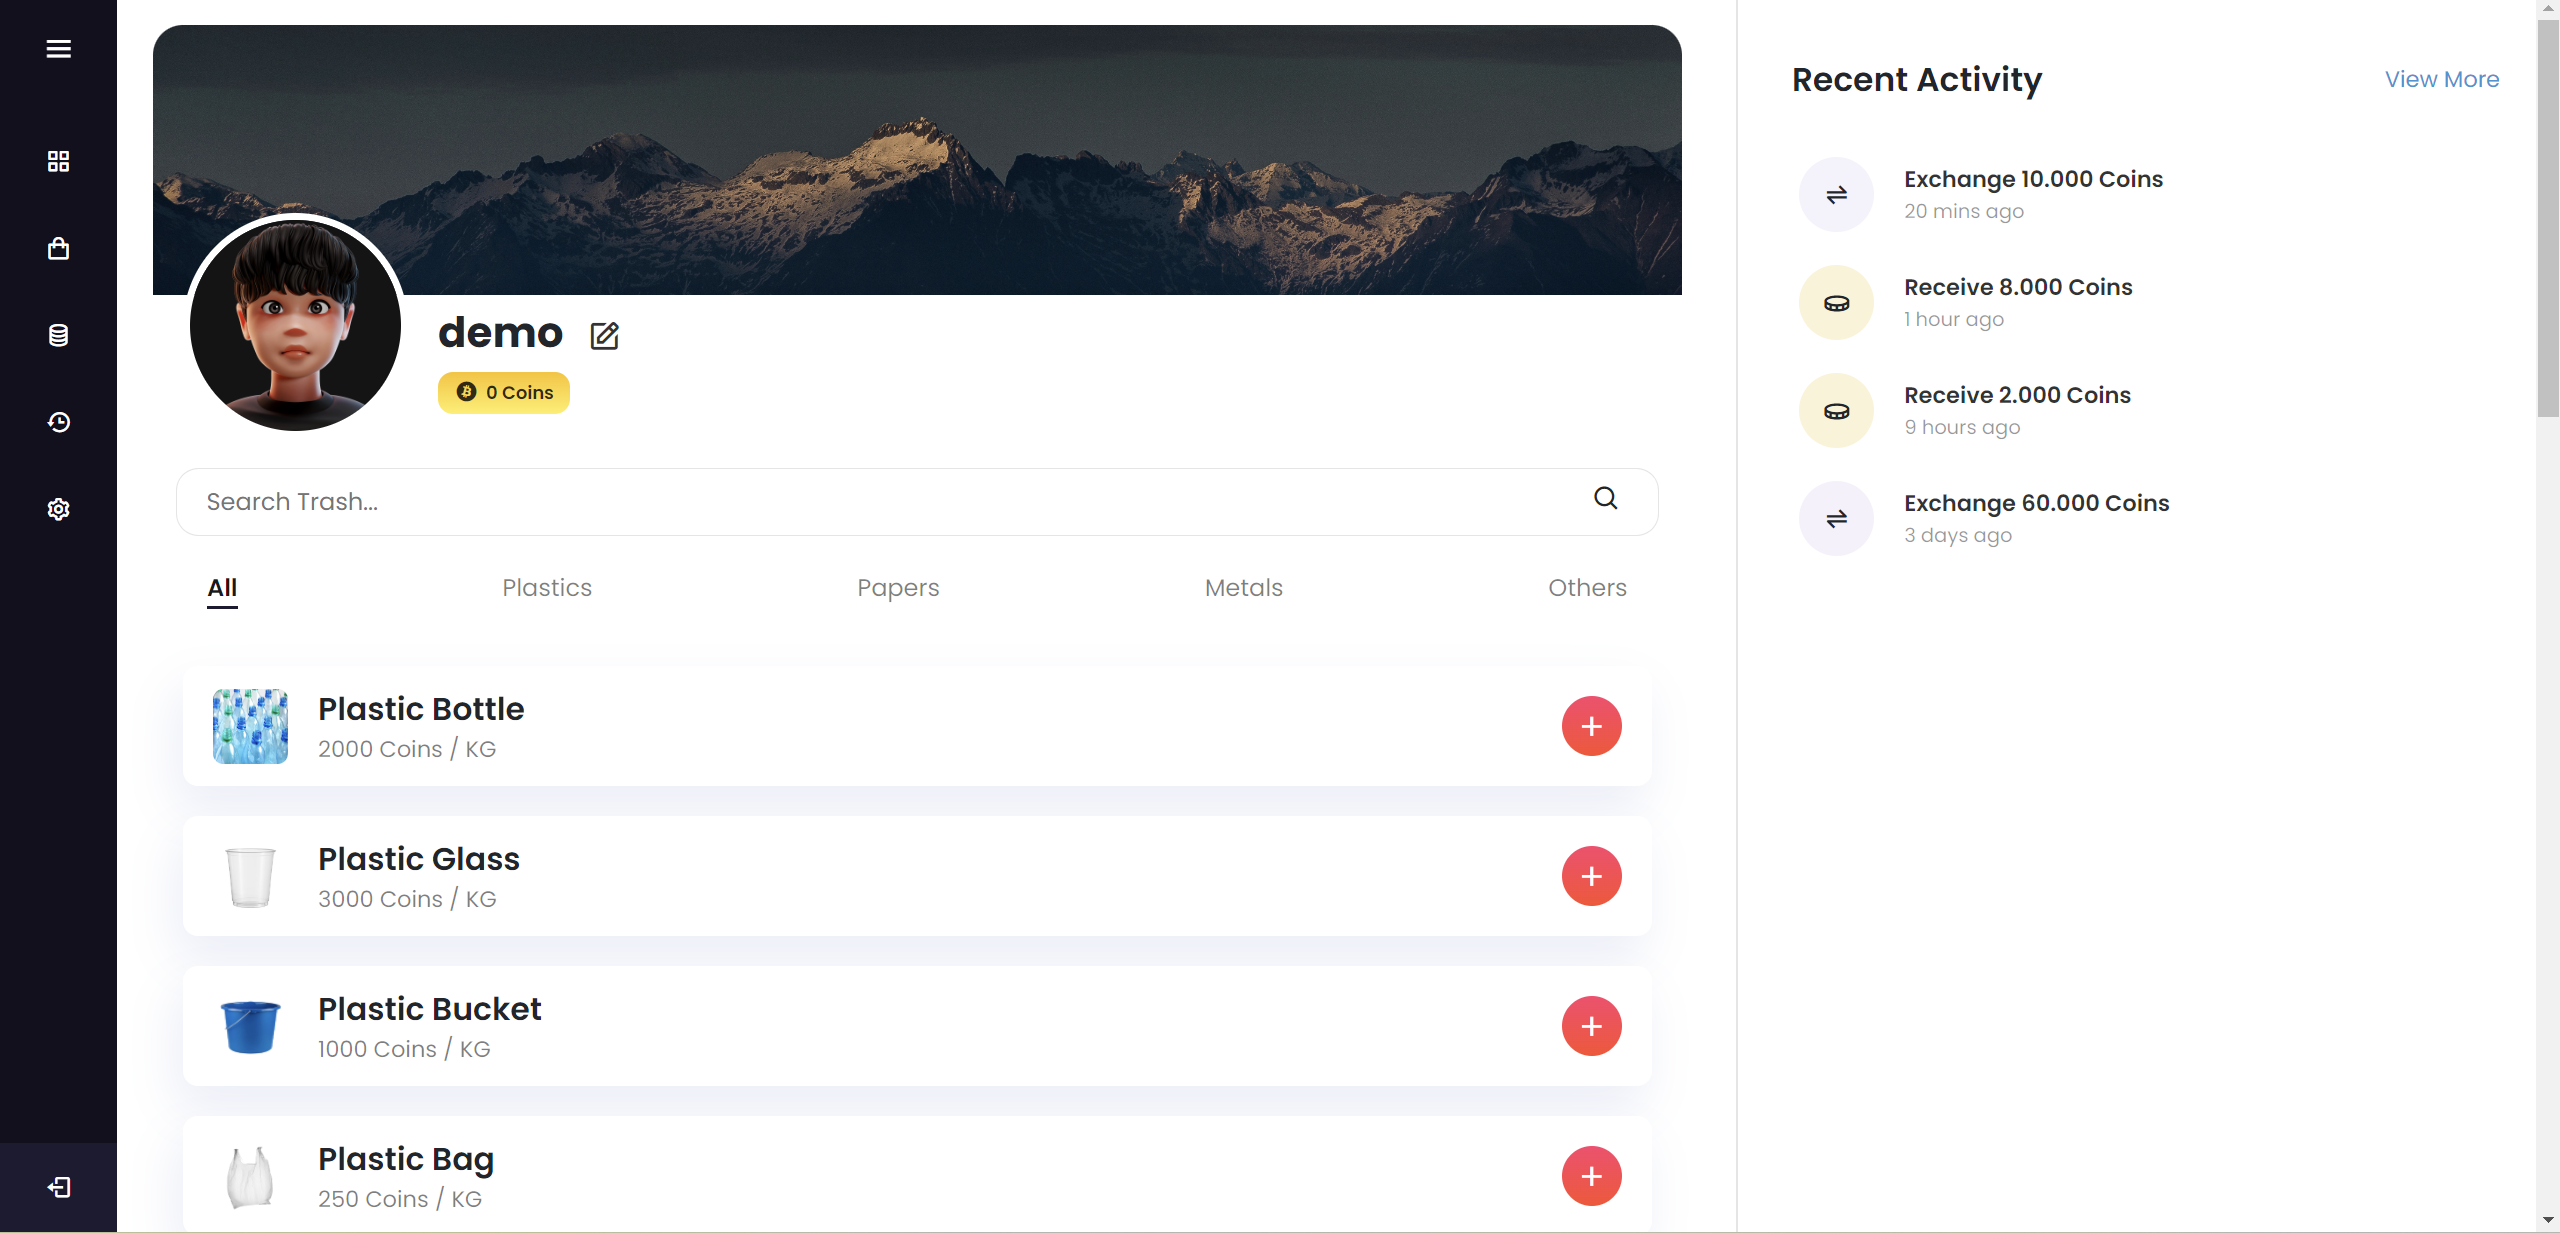 demo
0 Coins
Search Trash...
All
Plastics
Papers
Metals
Others
Plastic Bottle
2000 Coins / KG
Plastic Glass
3000 Coins / KG
Plastic Bucket
1000 Coins / KG
Plastic Bag
250 Coins / KG
Recent Activity
View More
Exchange 10.000 Coins
20 mins ago
Receive 8.000 Coins
1 hour ago
Receive 2.000 Coins
9 hours ago
Exchange 60.000 Coins
3 days ago